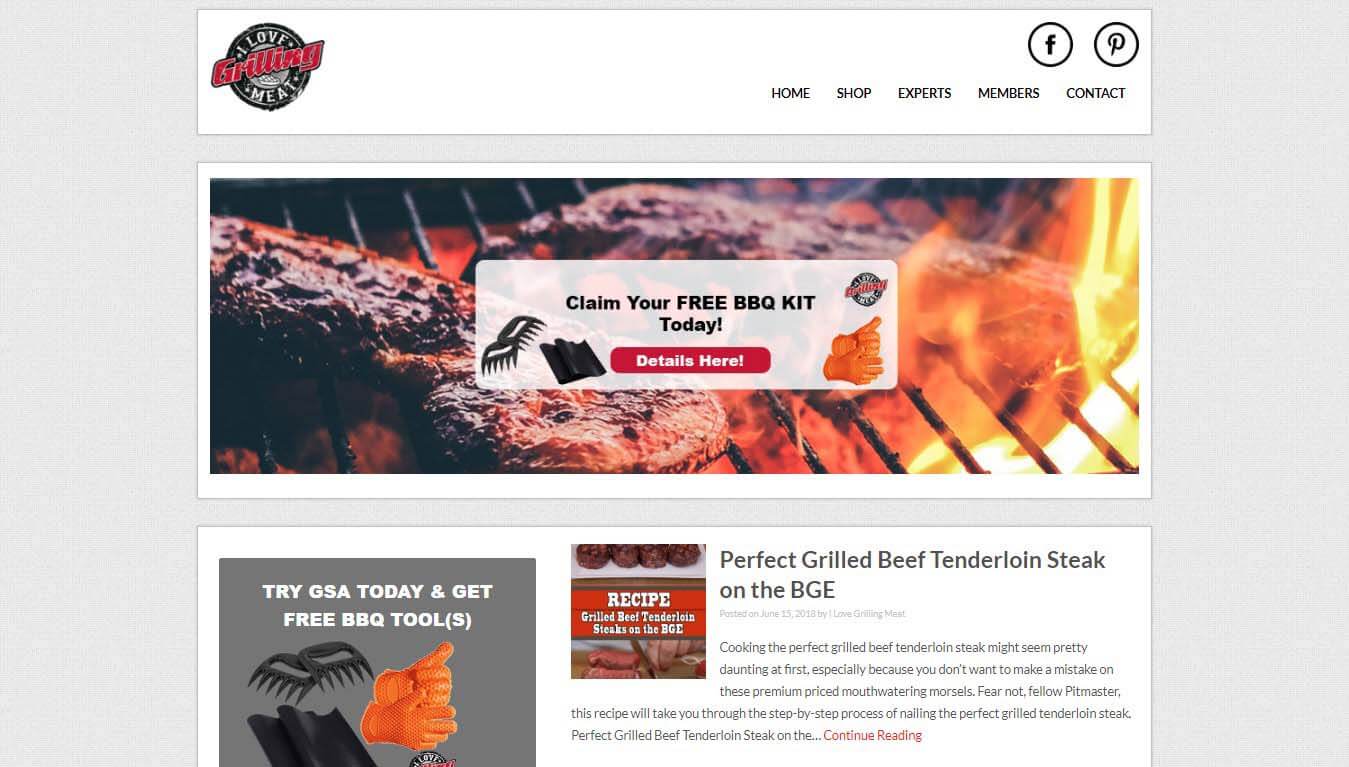 I LOVE
Grilling
MEAT
HOME SHOP EXPERTS MEMBERS CONTACT
Claim Your FREE BBQ KIT
Today!
Details Here!
I LOVE
Grilling
MEAT
TRY GSA TODAY & GET
FREE BBQ TOOL(S)
I LOVE
RECIPE
Grilled Beef Tenderloin
Steaks on the BGE
Perfect Grilled Beef Tenderloin Steak
on the BGE
Posted on June 15, 2018 by I Love Grilling Meat
Cooking the perfect grilled beef tenderloin steak might seem pretty
daunting at first, especially because you don't want to make a mistake on
these premium priced mouthwatering morsels. Fear not, fellow Pitmaster,
this recipe will take you through the step-by-step process of nailing the perfect grilled tenderloin steak.
Perfect Grilled Beef Tenderloin Steak on the... Continue Reading